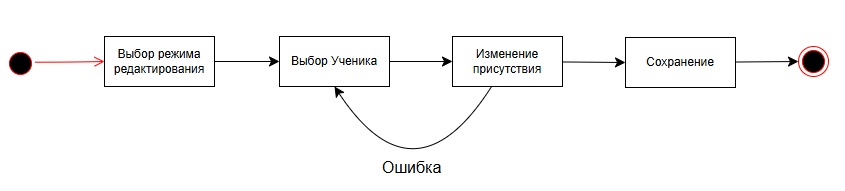 Выбор режима
редактирования
Выбор Ученика
Изменение
присутствия
Сохранение
Ошибка